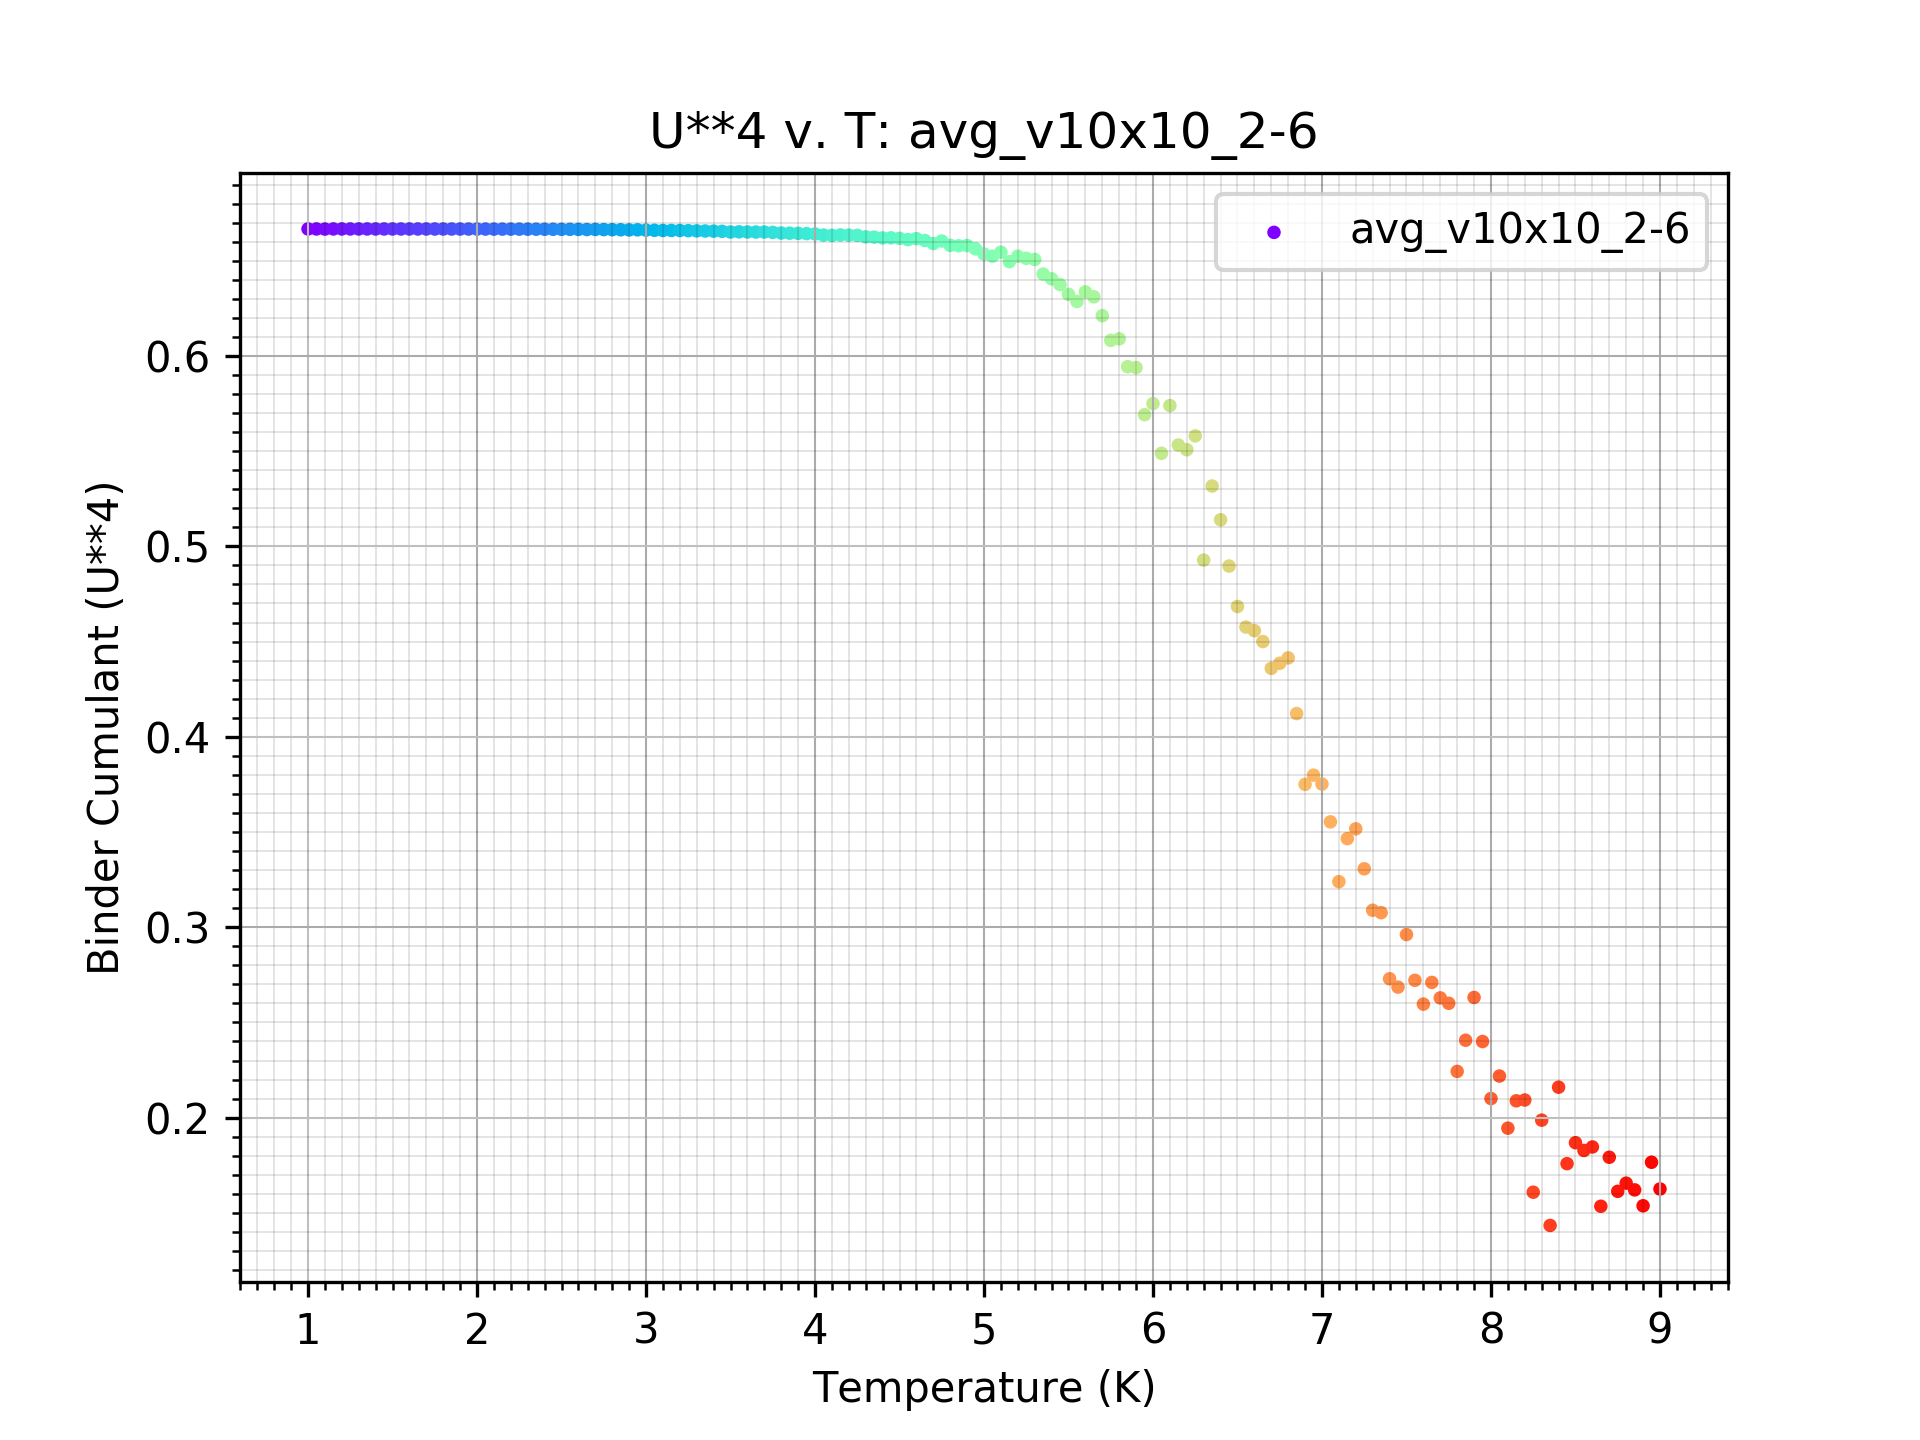 U**4 v. T: avg_v10x10_2-6
avg_v10x10_2-6
Binder Cumulant (U**4)
0.6
0.5
0.4
0.3
0.2
1 2 3 4 5 6 7 8 9
Temperature (K)